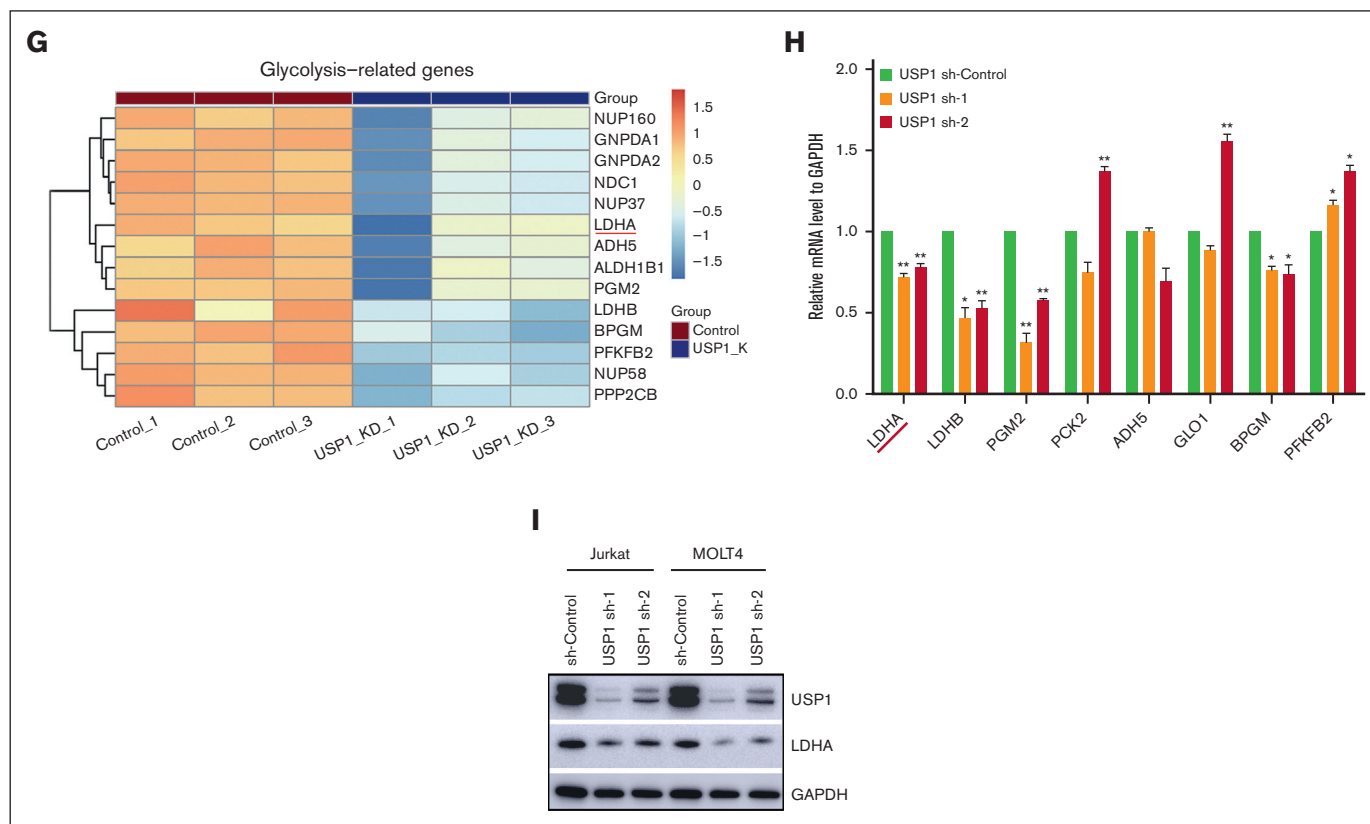 G
Glycolysis–related genes
Group
NUP160
GNPDA1
GNPDA2
NDC1
NUP37
LDHA
ADH5
ALDH1B1
PGM2
LDHB
BPGM
PFKFB2
NUP58
PPP2CB
1.5
1
0.5
0
−0.5
−1
−1.5
Group
Control
USP1_K
Control_1
Control_2
Control_3
USP1_KD_1
USP1_KD_2
USP1_KD_3
H
USP1 sh-Control
USP1 sh-1
USP1 sh-2
Relative mRNA level to GAPDH
2.0
1.5
1.0
0.5
0.0
** **
* **
** **
**
**
* *
* *
LDHA
LDHB
PGM2
PCK2
ADH5
GLO1
BPGM
PFKFB2
I
Jurkat MOLT4
sh-Control
USP1 sh-1
USP1 sh-2
sh-Control
USP1 sh-1
USP1 sh-2
USP1
LDHA
GAPDH